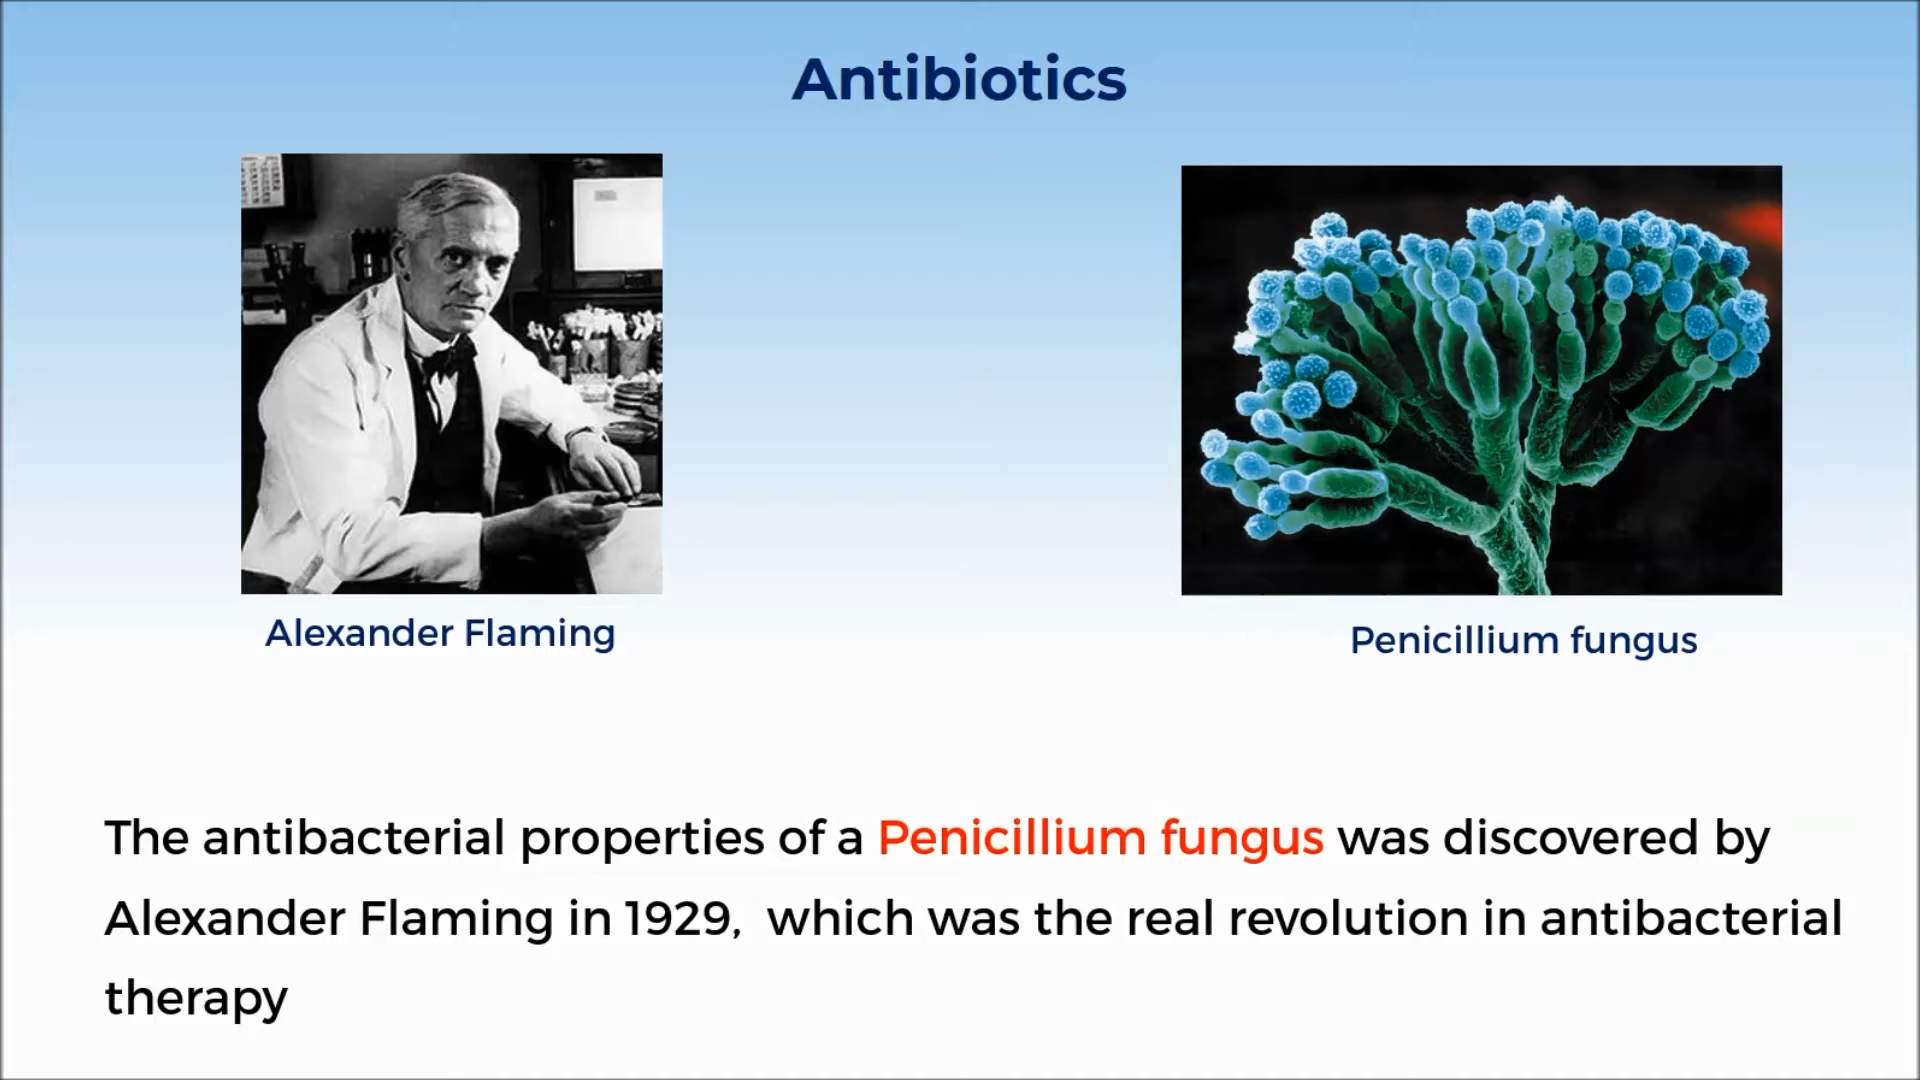 Antibiotics
Alexander Flaming
Penicillium fungus
The antibacterial properties of a Penicillium fungus was discovered by
Alexander Flaming in 1929, which was the real revolution in antibacterial
therapy